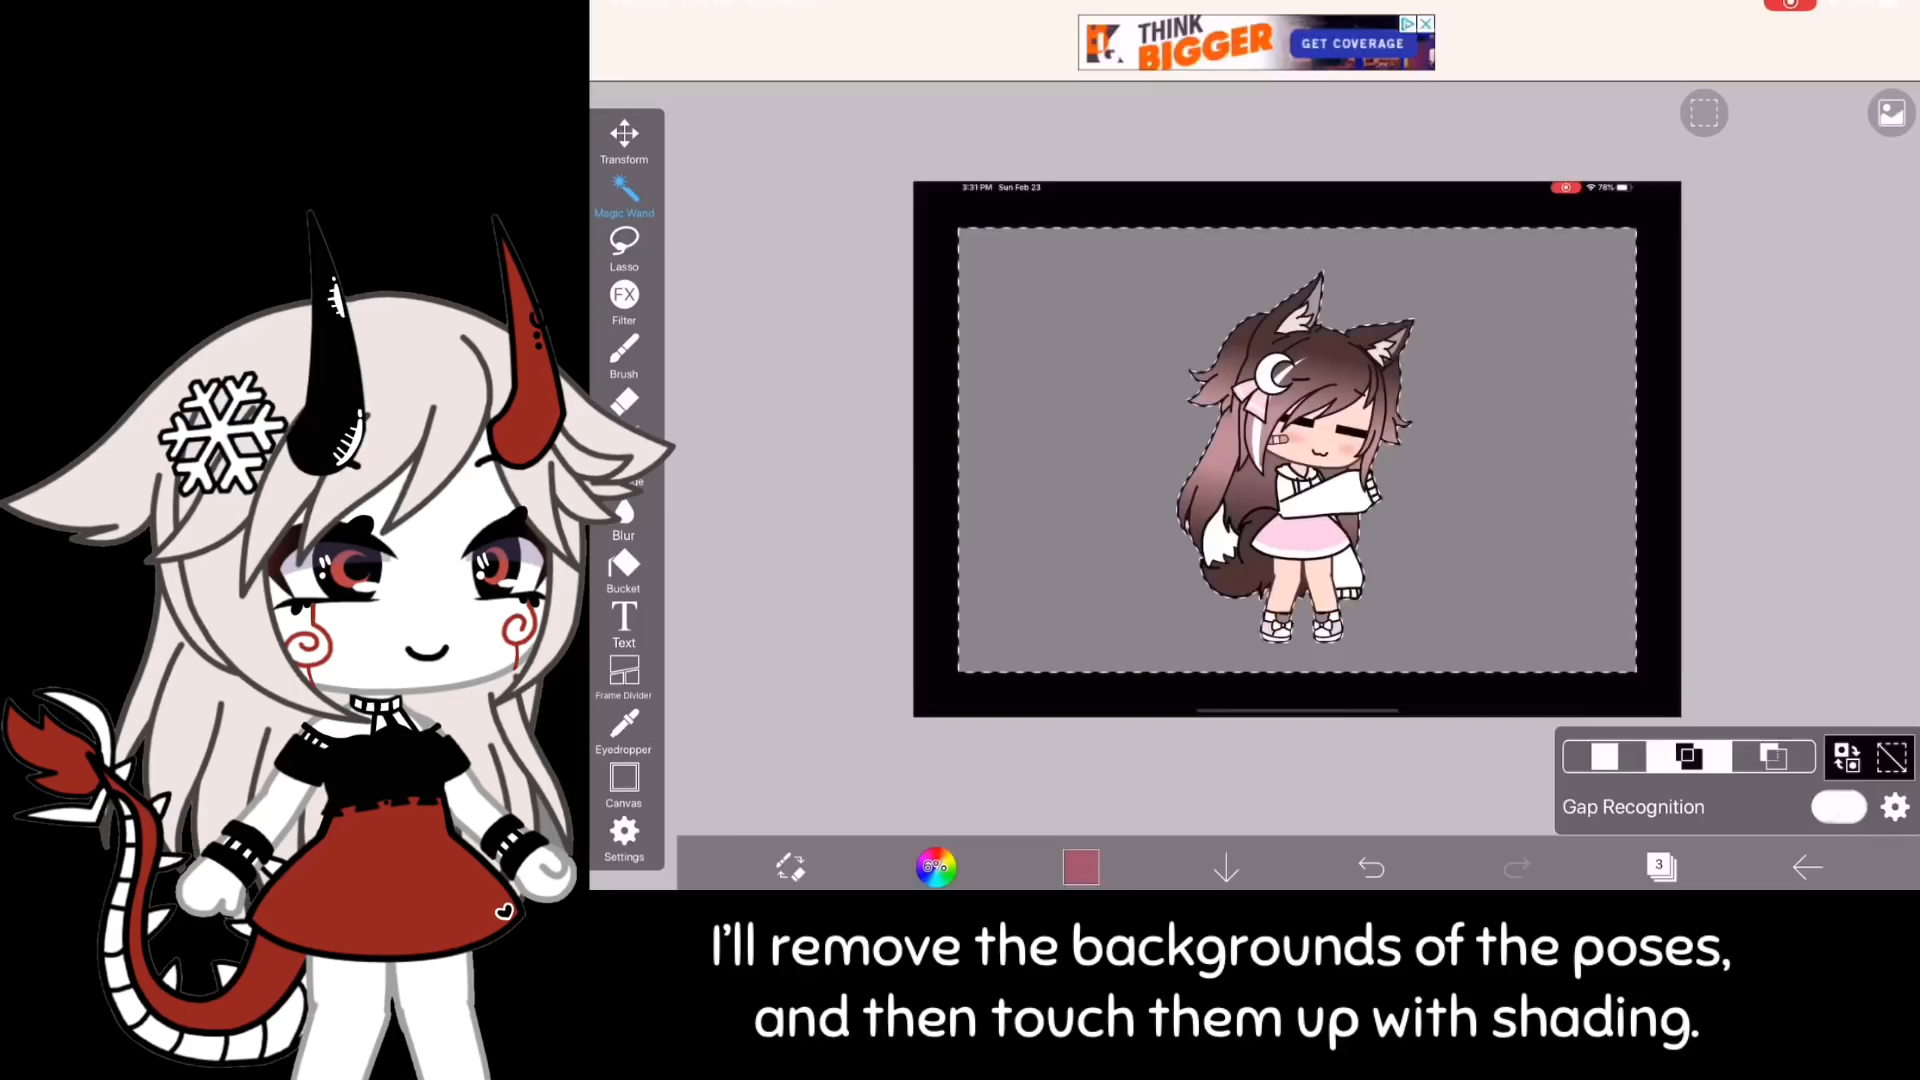 THINK
BIGGER
GET COVERAGE
Transform
3:31 PM Sun Feb 23
78%
Magic Wand
Lasso
FX
Filter
Brush
Blur
Bucket
T
Text
Frame Divider
Eyedropper
Canvas
Settings
Gap Recognition
6%
3
I'll remove the backgrounds of the poses,
and then touch them up with shading.